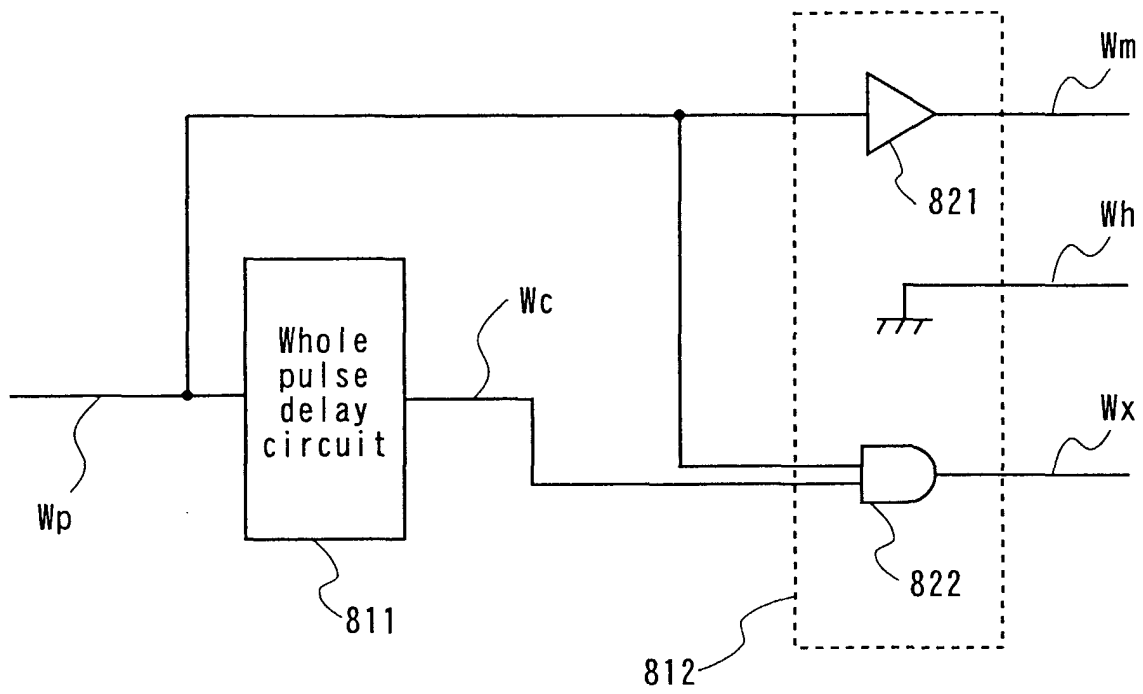 Wm
821
Wh
Wc
Whole
pulse
delay
circuit
Wx
Wp
822
811
812